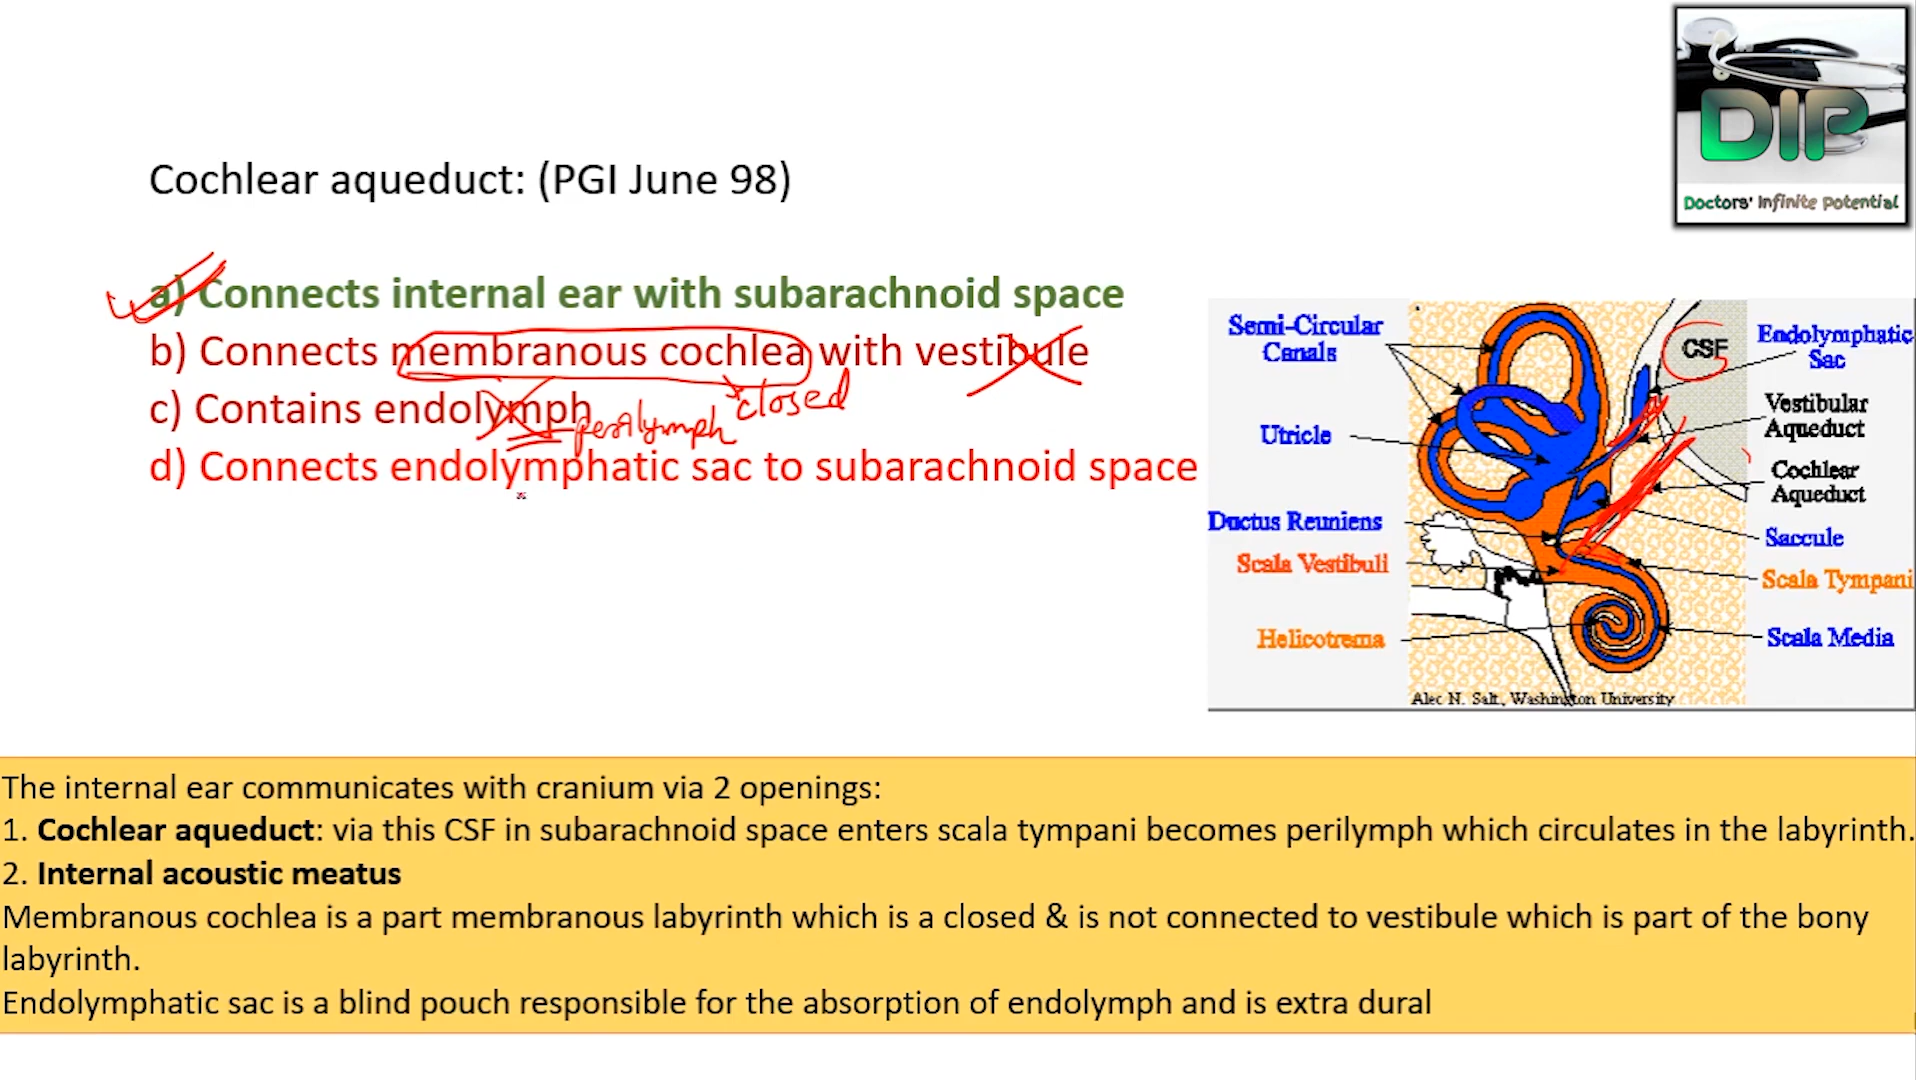 DIP
Doctors' Infinite Potential
Cochlear aqueduct: (PGI June 98)
a) Connects internal ear with subarachnoid space
b) Connects membranous cochlea with vestibule
closed
c) Contains endolymph
perilymph
d) Connects endolymphatic sac to subarachnoid space
Semi-Circular
Canals
Utricle
Ductus Reuniens
Scala Vestibuli
Helicotrema
CSF
Endolymphatic
Sac
Vestibular
Aqueduct
Cochlear
Aqueduct
Saccule
Scala Tympani
Scala Media
Alec N. Salt, Washington University
The internal ear communicates with cranium via 2 openings:
1. Cochlear aqueduct: via this CSF in subarachnoid space enters scala tympani becomes perilymph which circulates in the labyrinth.
2. Internal acoustic meatus
Membranous cochlea is a part membranous labyrinth which is a closed & is not connected to vestibule which is part of the bony
labyrinth.
Endolymphatic sac is a blind pouch responsible for the absorption of endolymph and is extra dural